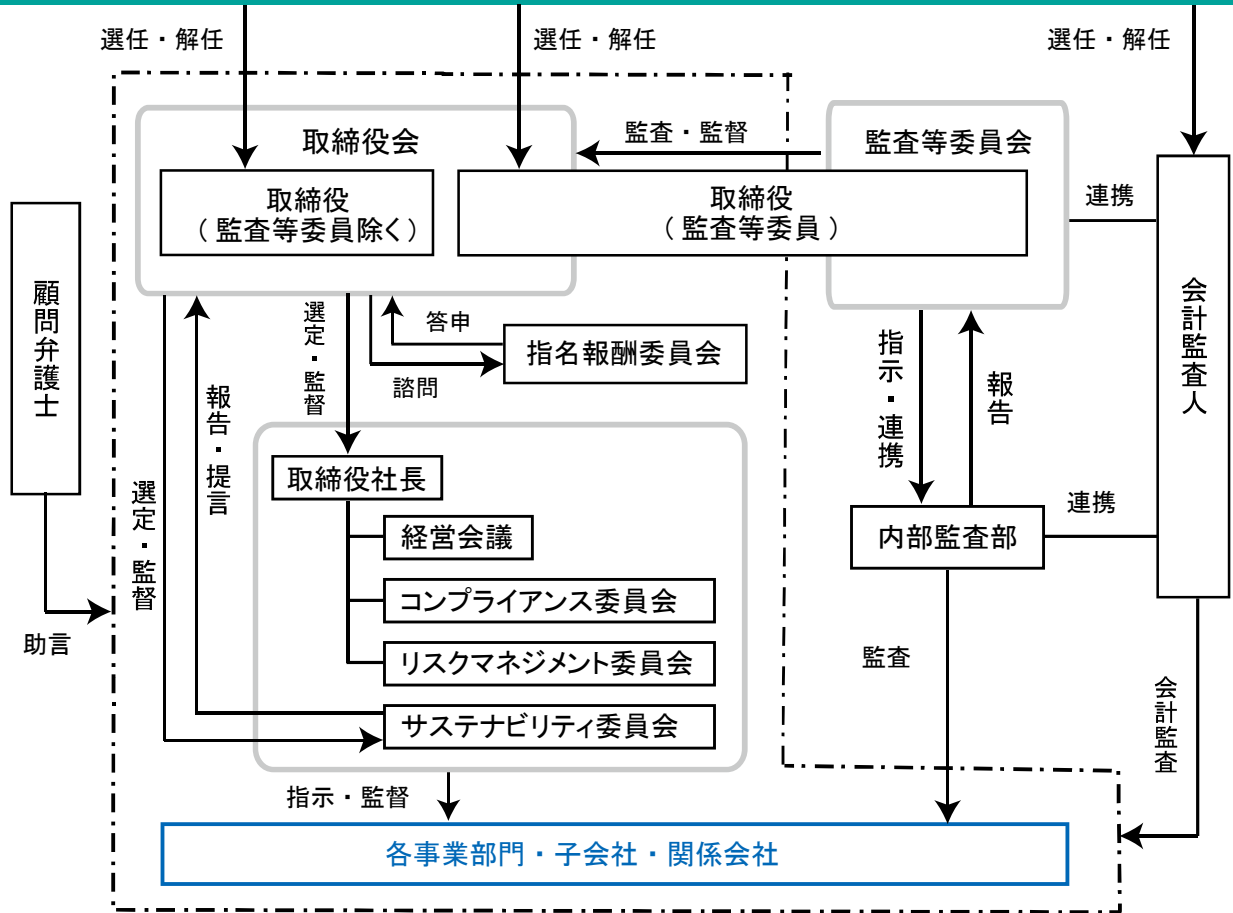 選任・解任
選任・解任
選任・解任
取締役会
監査・監督
監査等委員会
取締役
（監査等委員除く）
取締役
（監査等委員）
連携
顧問弁護士
会計監査人
選定・監督
答申
指名報酬委員会
諮問
指示・連携
報告
報告・提言
選定・監督
取締役社長
経営会議
コンプライアンス委員会
リスクマネジメント委員会
サステナビリティ委員会
内部監査部
連携
助言
監査
会計監査
指示・監督
各事業部門・子会社・関係会社